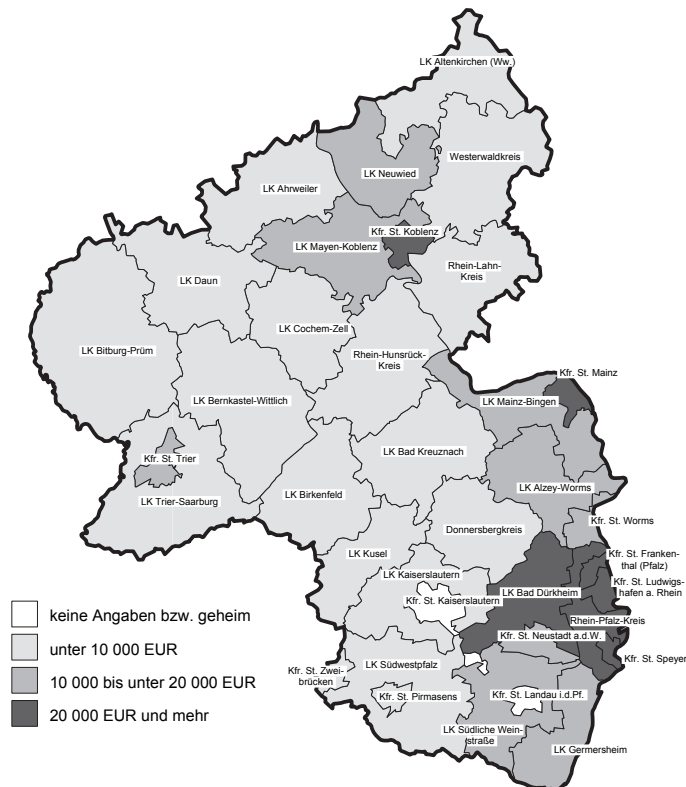 LK Altenkirchen (Ww.)
Westerwaldkreis
LK Neuwied
LK Ahrweiler
Kfr. St. Koblenz
LK Mayen-Koblenz
Rhein-Lahn-
Kreis
LK Daun
LK Cochem-Zell
LK Bitburg-Prüm
Rhein-Hunsrück-
Kreis
Kfr. St. Mainz
LK Bernkastel-Wittlich
LK Mainz-Bingen
LK Bad Kreuznach
Kfr. St. Trier
LK Alzey-Worms
LK Birkenfeld
LK Trier-Saarburg
Kfr. St. Worms
Donnersbergkreis
LK Kusel
Kfr. St. Franken-
thal (Pfalz)
LK Kaiserslautern
Kfr. St. Ludwigs-
hafen a. Rhein
LK Bad Dürkheim
Kfr. St. Kaiserslautern
Rhein-Pfalz-Kreis
Kfr. St. Neustadt a.d.W.
Kfr. St. Speyer
LK Südwestpfalz
Kfr. St. Zwei-
brücken
Kfr. St. Pirmasens
Kfr. St. Landau i.d.Pf.
LK Südliche Wein-
straße
LK Germersheim
keine Angaben bzw. geheim
unter 10 000 EUR
10 000 bis unter 20 000 EUR
20 000 EUR und mehr